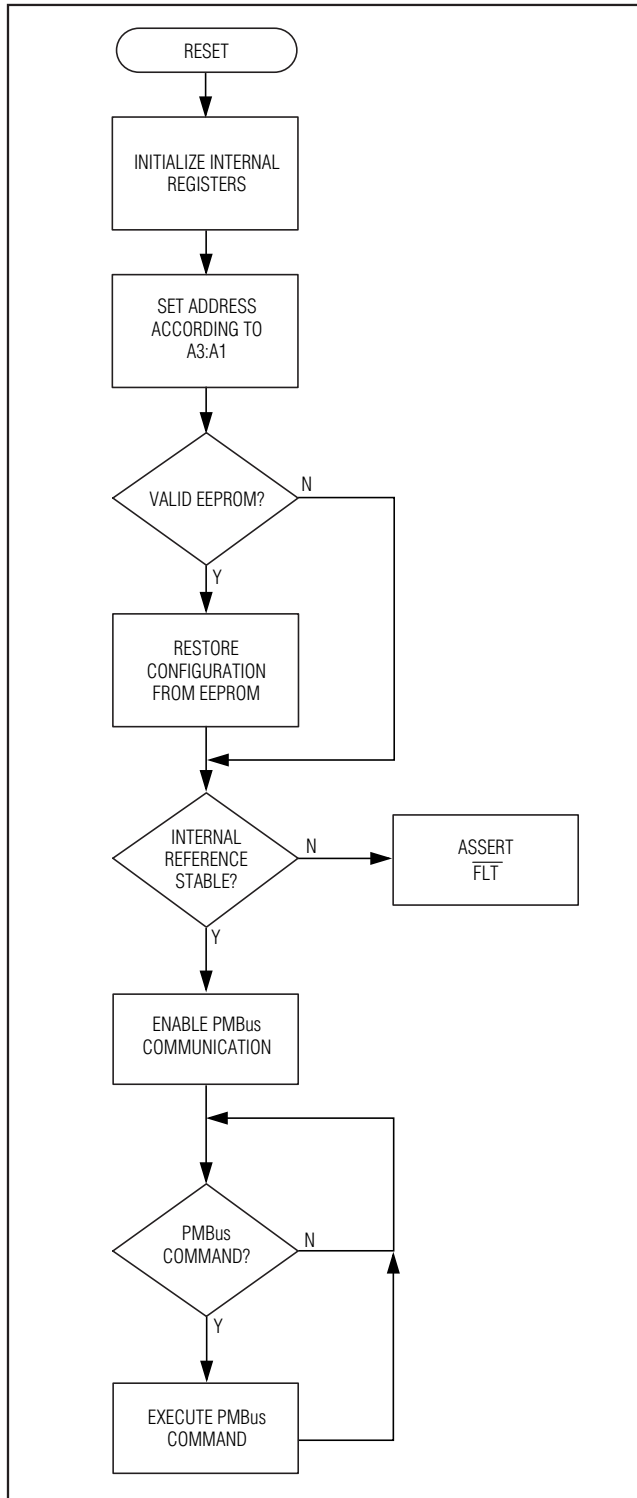 RESET
INITIALIZE INTERNAL
REGISTERS
SET ADDRESS
ACCORDING TO
A3:A1
VALID EEPROM?
N
Y
RESTORE
CONFIGURATION
FROM EEPROM
INTERNAL
REFERENCE
STABLE?
N
ASSERT
FLT
Y
ENABLE PMBus
COMMUNICATION
PMBus
COMMAND?
N
Y
EXECUTE PMBus
COMMAND